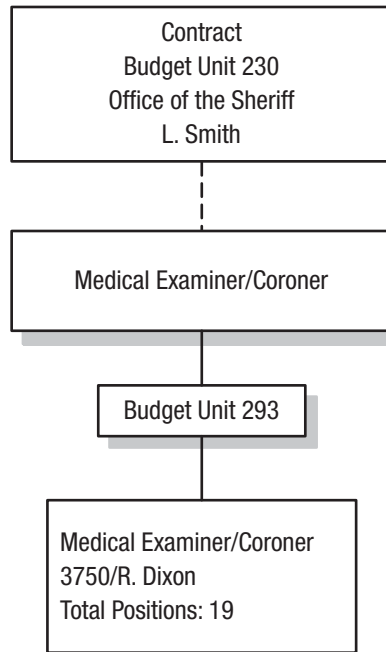 Contract
Budget Unit 230
Office of the Sheriff
L. Smith
Medical Examiner/Coroner
Budget Unit 293
Medical Examiner/Coroner
3750/R. Dixon
Total Positions: 19